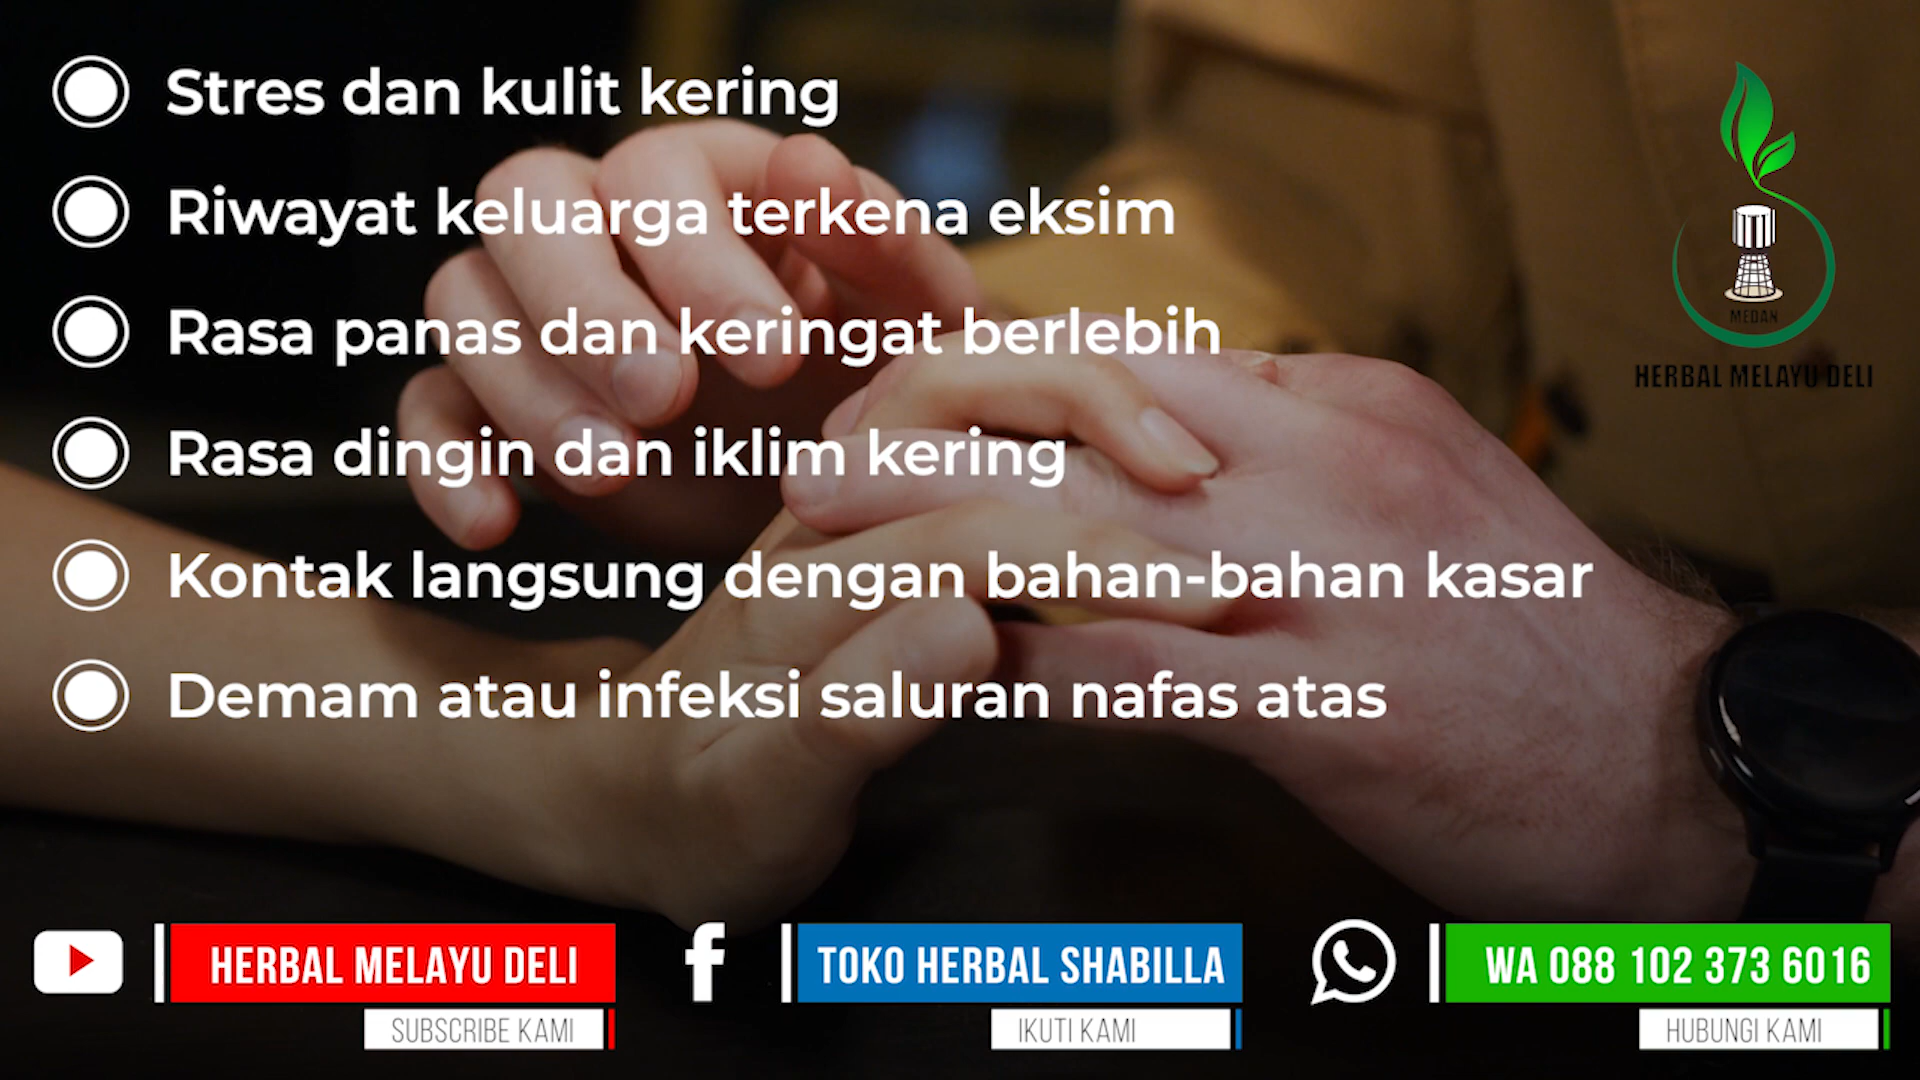 Stres dan kulit kering
Riwayat keluarga terkena eksim
Rasa panas dan keringat berlebih
Rasa dingin dan iklim kering
Kontak langsung dengan bahan-bahan kasar
Demam atau infeksi saluran nafas atas
MEDAN
HERBAL MELAYU DELI
HERBAL MELAYU DELI
SUBSCRIBE KAMI
TOKO HERBAL SHABILLA
IKUTI KAMI
WA 088 102 373 6016
HUBUNGI KAMI